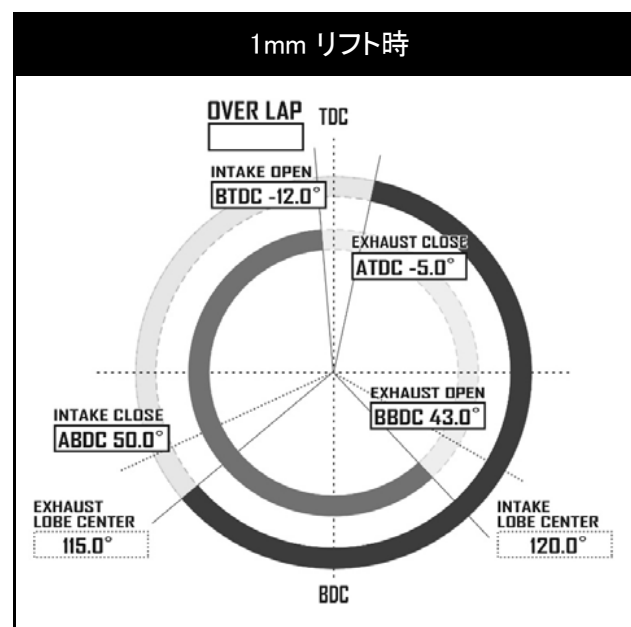 1mm リフト時
OVER LAP
TDC
INTAKE OPEN
BTDC -12.0°
EXHAUST CLOSE
ATDC -5.0°
EXHAUST OPEN
BBDC 43.0°
INTAKE CLOSE
ABDC 50.0°
EXHAUST
LOBE CENTER
115.0°
INTAKE
LOBE CENTER
120.0°
BDC